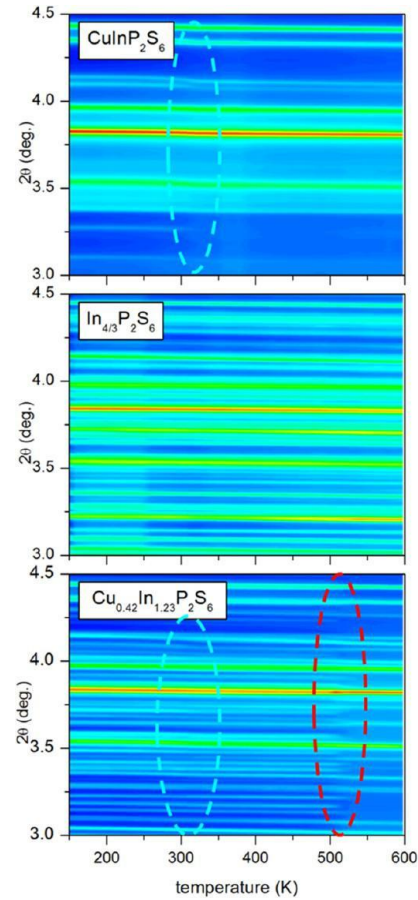 4.5
CuInP₂S₆
4.0
3.5
3.0
2θ (deg.)
4.5
In₄/₃P₂S₆
4.0
3.5
3.0
2θ (deg.)
4.5
Cu₀.₄₂In₁.₂₃P₂S₆
4.0
3.5
3.0
2θ (deg.)
200 300 400 500 600
temperature (K)